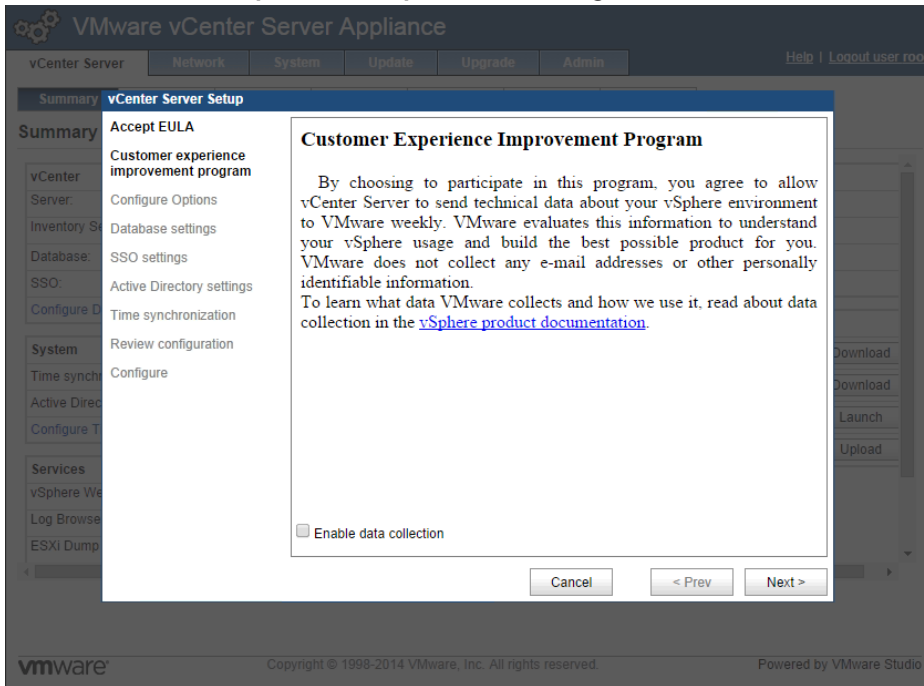 VMware vCenter Server Appliance
vCenter Server Network System Update Upgrade Admin
Help | Logout user roo
Summary
vCenter Server Setup
Summary
Accept EULA
Customer experience
improvement program
Configure Options
Database settings
SSO settings
Active Directory settings
Time synchronization
Review configuration
Configure
Customer Experience Improvement Program
By choosing to participate in this program, you agree to allow
vCenter Server to send technical data about your vSphere environment
to VMware weekly. VMware evaluates this information to understand
your vSphere usage and build the best possible product for you.
VMware does not collect any e-mail addresses or other personally
identifiable information.
To learn what data VMware collects and how we use it, read about data
collection in the vSphere product documentation.
Enable data collection
Cancel < Prev Next >
vCenter
Server:
Inventory Se
Database:
SSO:
Configure D
System
Time synchr
Active Direc
Configure T
Services
vSphere We
Log Browse
ESXi Dump
Download
Download
Launch
Upload
vmware
Copyright © 1998-2014 VMware, Inc. All rights reserved.
Powered by VMware Studio